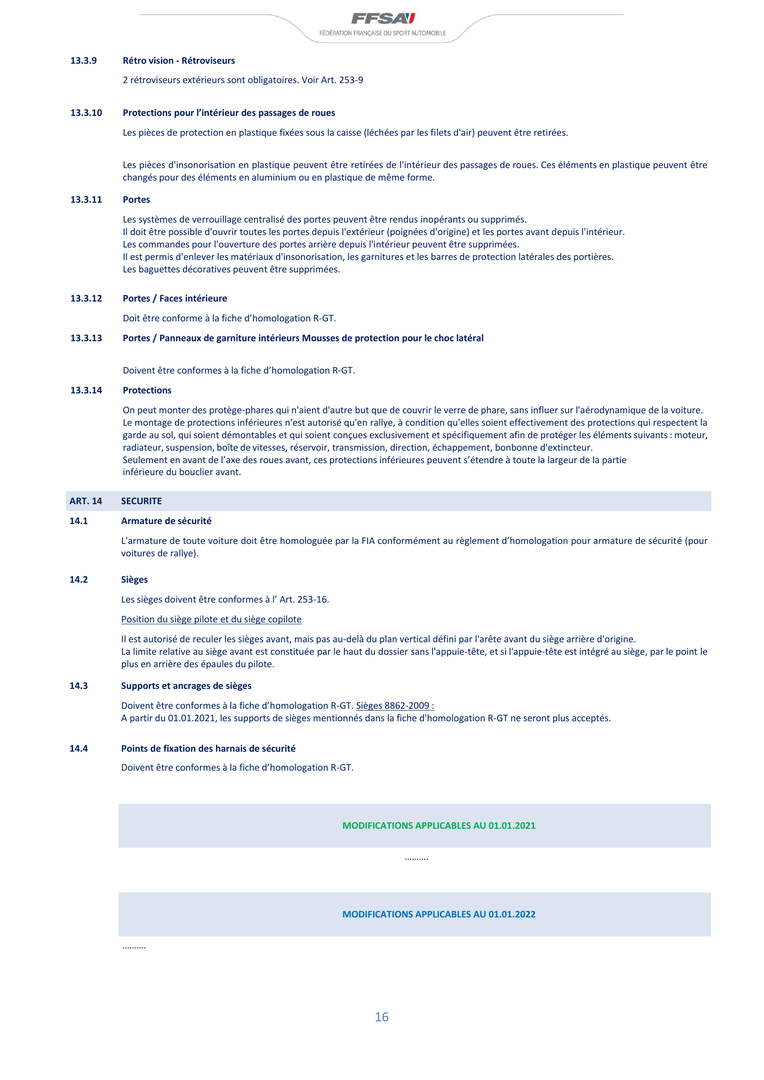 FFSA
FÉDÉRATION FRANÇAISE DU SPORT AUTOMOBILE
13.3.9 Rétro vision - Rétroviseurs
2 rétroviseurs extérieurs sont obligatoires. Voir Art. 253-9
13.3.10 Protections pour l'intérieur des passages de roues
Les pièces de protection en plastique fixées sous la caisse (léchées par les filets d'air) peuvent être retirées.
Les pièces d'insonorisation en plastique peuvent être retirées de l'intérieur des passages de roues. Ces éléments en plastique peuvent être
changés pour des éléments en aluminium ou en plastique de même forme.
13.3.11 Portes
Les systèmes de verrouillage centralisé des portes peuvent être rendus inopérants ou supprimés.
Il doit être possible d'ouvrir toutes les portes depuis l'extérieur (poignées d'origine) et les portes avant depuis l'intérieur.
Les commandes pour l'ouverture des portes arrière depuis l'intérieur peuvent être supprimées.
Il est permis d'enlever les matériaux d'insonorisation, les garnitures et les barres de protection latérales des portières.
Les baguettes décoratives peuvent être supprimées.
13.3.12 Portes / Faces intérieure
Doit être conforme à la fiche d'homologation R-GT.
13.3.13 Portes / Panneaux de garniture intérieurs Mousses de protection pour le choc latéral
Doivent être conformes à la fiche d'homologation R-GT.
13.3.14 Protections
On peut monter des protège-phares qui n'aient d'autre but que de couvrir le verre de phare, sans influer sur l'aérodynamique de la voiture.
Le montage de protections inférieures n'est autorisé qu'en rallye, à condition qu'elles soient effectivement des protections qui respectent la
garde au sol, qui soient démontables et qui soient conçues exclusivement et spécifiquement afin de protéger les éléments suivants : moteur,
radiateur, suspension, boîte de vitesses, réservoir, transmission, direction, échappement, bonbonne d'extincteur.
Seulement en avant de l'axe des roues avant, ces protections inférieures peuvent s'étendre à toute la largeur de la partie
inférieure du bouclier avant.
ART. 14 SECURITE
14.1 Armature de sécurité
L'armature de toute voiture doit être homologuée par la FIA conformément au règlement d'homologation pour armature de sécurité (pour
voitures de rallye).
14.2 Sièges
Les sièges doivent être conformes à l' Art. 253-16.
Position du siège pilote et du siège copilote
Il est autorisé de reculer les sièges avant, mais pas au-delà du plan vertical défini par l'arête avant du siège arrière d'origine.
La limite relative au siège avant est constituée par le haut du dossier sans l'appuie-tête, et si l'appuie-tête est intégré au siège, par le point le
plus en arrière des épaules du pilote.
14.3 Supports et ancrages de sièges
Doivent être conformes à la fiche d'homologation R-GT. Sièges 8862-2009 :
A partir du 01.01.2021, les supports de sièges mentionnés dans la fiche d'homologation R-GT ne seront plus acceptés.
14.4 Points de fixation des harnais de sécurité
Doivent être conformes à la fiche d'homologation R-GT.
MODIFICATIONS APPLICABLES AU 01.01.2021
..........
MODIFICATIONS APPLICABLES AU 01.01.2022
..........
16